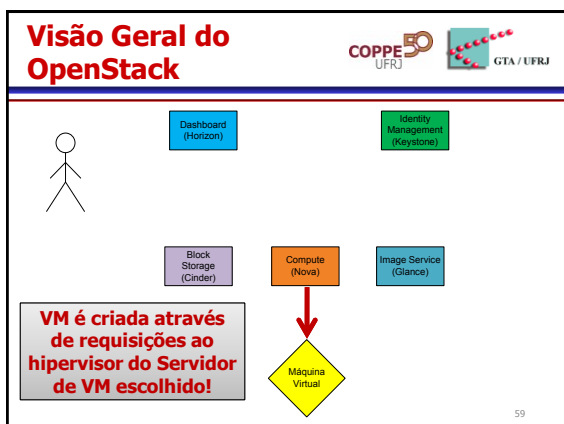 Visão Geral do
OpenStack
COPPE 50
UFRJ
GTA / UFRJ
Dashboard
(Horizon)
Identity
Management
(Keystone)
Block
Storage
(Cinder)
Compute
(Nova)
Image Service
(Glance)
VM é criada através
de requisições ao
hipervisor do Servidor
de VM escolhido!
Máquina
Virtual
59